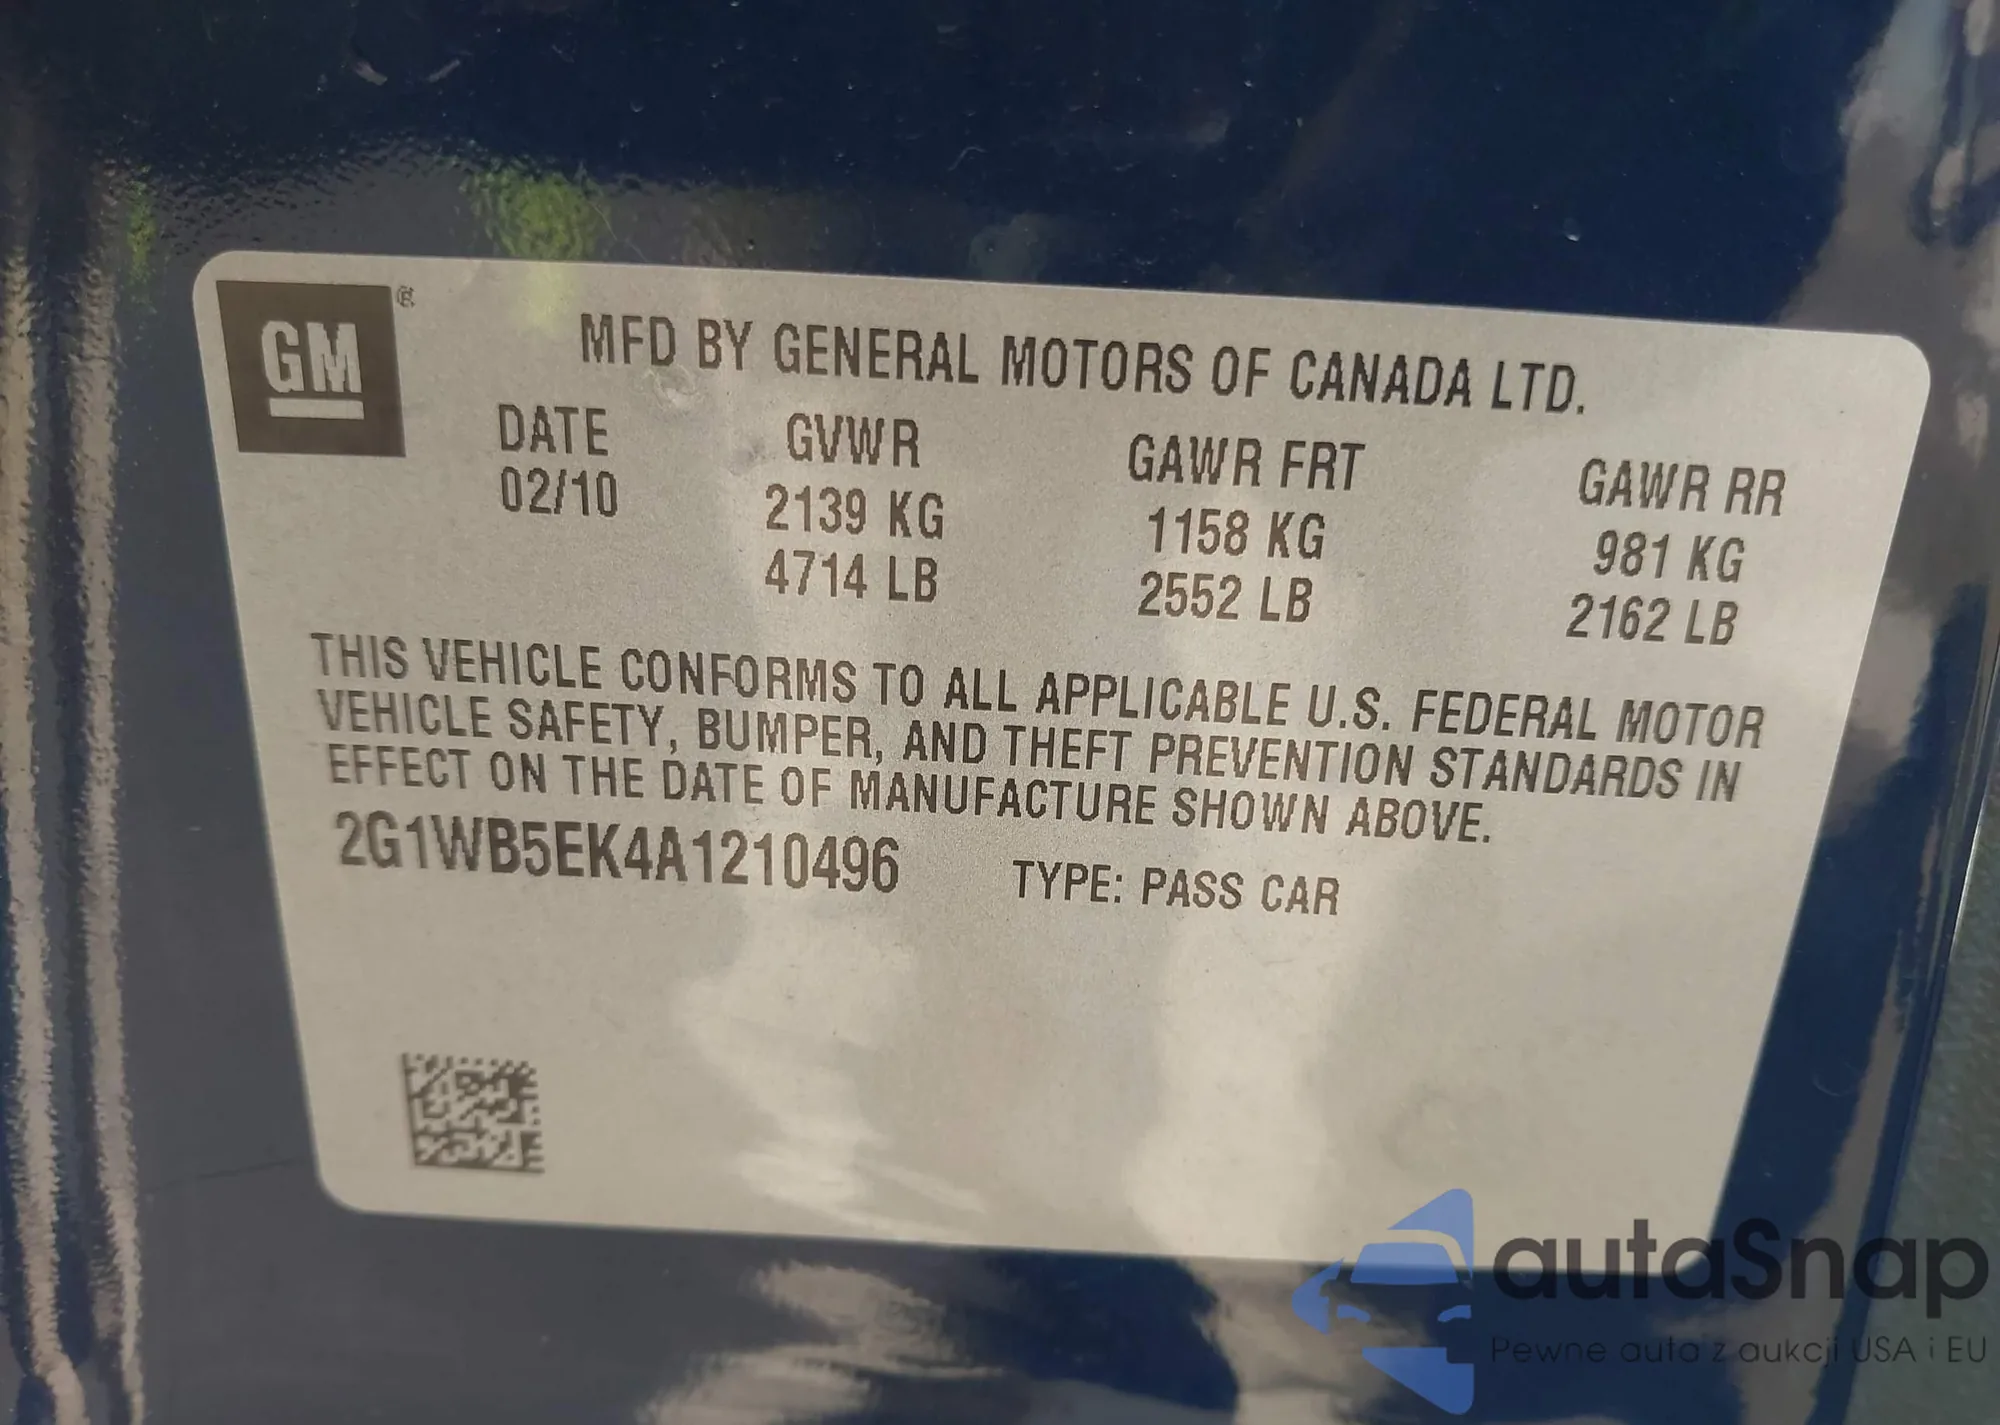 GM ®
MFD BY GENERAL MOTORS OF CANADA LTD.
DATE GVWR GAWR FRT GAWR RR
02/10 2139 KG 1158 KG 981 KG
4714 LB 2552 LB 2162 LB
THIS VEHICLE CONFORMS TO ALL APPLICABLE U.S. FEDERAL MOTOR
VEHICLE SAFETY, BUMPER, AND THEFT PREVENTION STANDARDS IN
EFFECT ON THE DATE OF MANUFACTURE SHOWN ABOVE.
2G1WB5EK4A1210496 TYPE: PASS CAR
autaSnap
Pewne auta z aukcji USA i EU